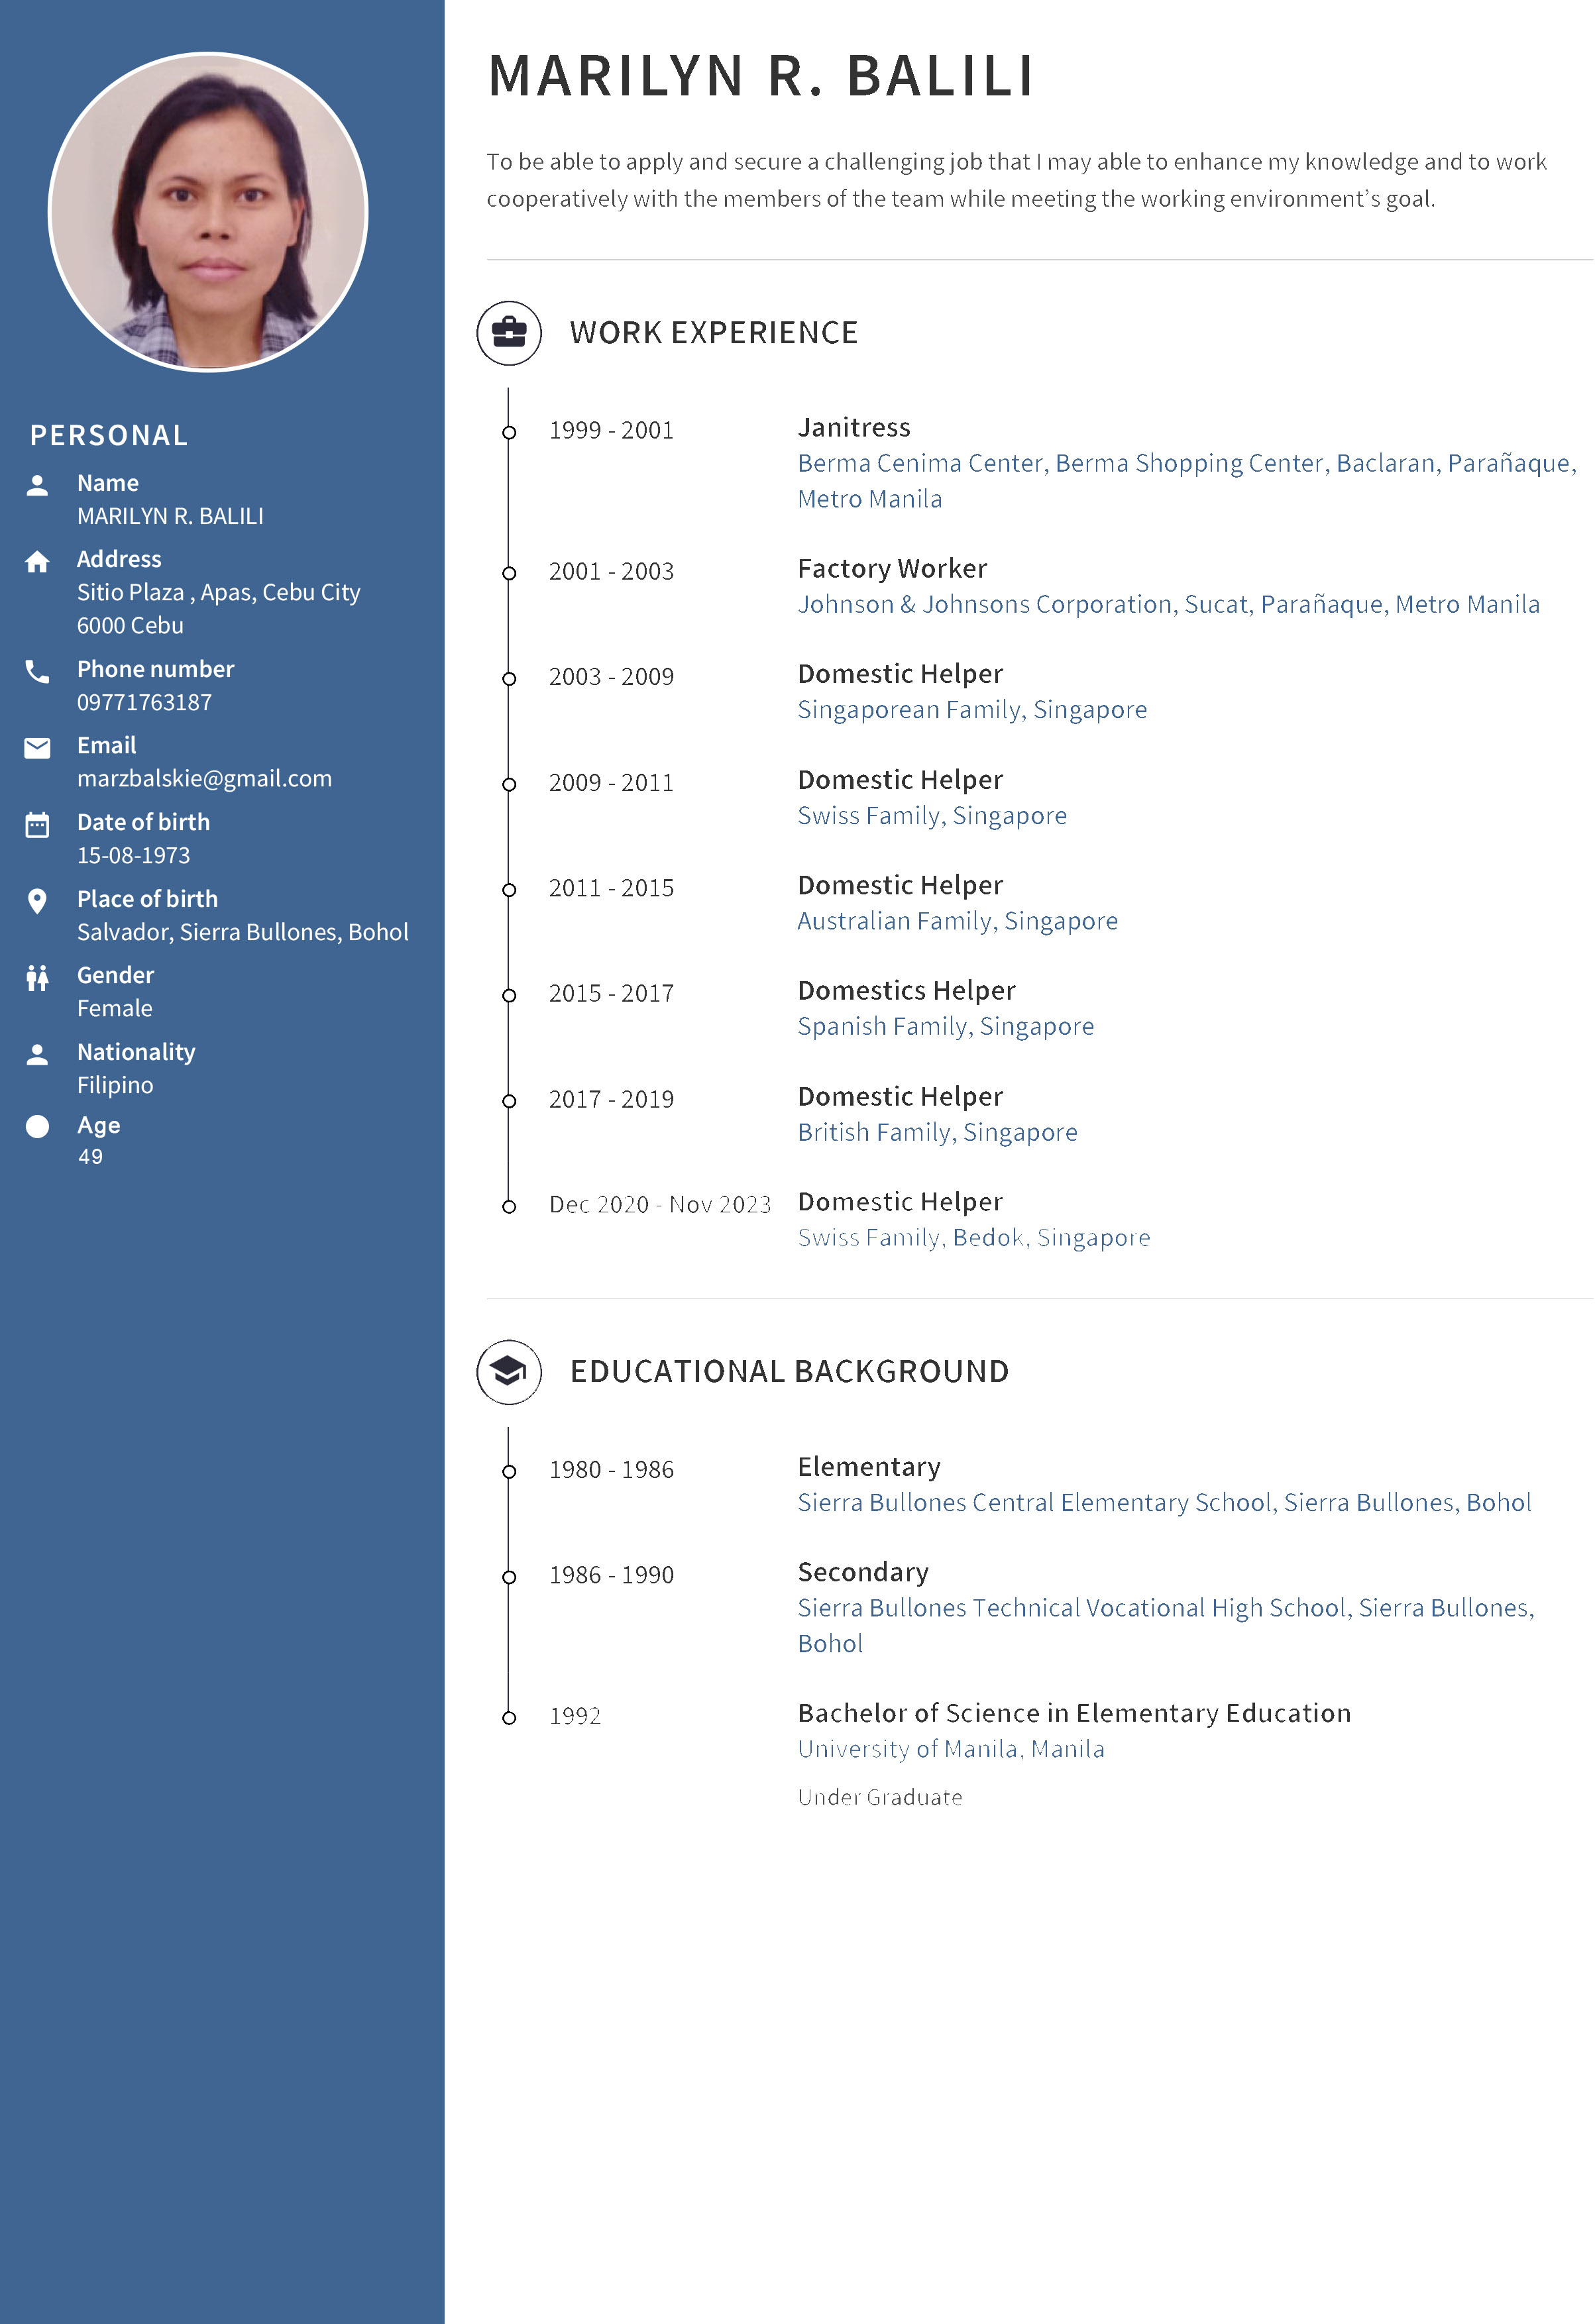 PERSONAL
Name
MARILYN R. BALILI
Address
Sitio Plaza , Apas, Cebu City
6000 Cebu
Phone number
09771763187
Email
marzbalskie@gmail.com
Date of birth
15-08-1973
Place of birth
Salvador, Sierra Bullones, Bohol
Gender
Female
Nationality
Filipino
Age
49
MARILYN R. BALILI
To be able to apply and secure a challenging job that I may able to enhance my knowledge and to work
cooperatively with the members of the team while meeting the working environment’s goal.
WORK EXPERIENCE
1999 - 2001 Janitress
Berma Cenima Center, Berma Shopping Center, Baclaran, Parañaque,
Metro Manila
2001 - 2003 Factory Worker
Johnson & Johnsons Corporation, Sucat, Parañaque, Metro Manila
2003 - 2009 Domestic Helper
Singaporean Family, Singapore
2009 - 2011 Domestic Helper
Swiss Family, Singapore
2011 - 2015 Domestic Helper
Australian Family, Singapore
2015 - 2017 Domestics Helper
Spanish Family, Singapore
2017 - 2019 Domestic Helper
British Family, Singapore
Dec 2020 - Nov 2023 Domestic Helper
Swiss Family, Bedok, Singapore
EDUCATIONAL BACKGROUND
1980 - 1986 Elementary
Sierra Bullones Central Elementary School, Sierra Bullones, Bohol
1986 - 1990 Secondary
Sierra Bullones Technical Vocational High School, Sierra Bullones,
Bohol
1992 Bachelor of Science in Elementary Education
University of Manila, Manila
Under Graduate